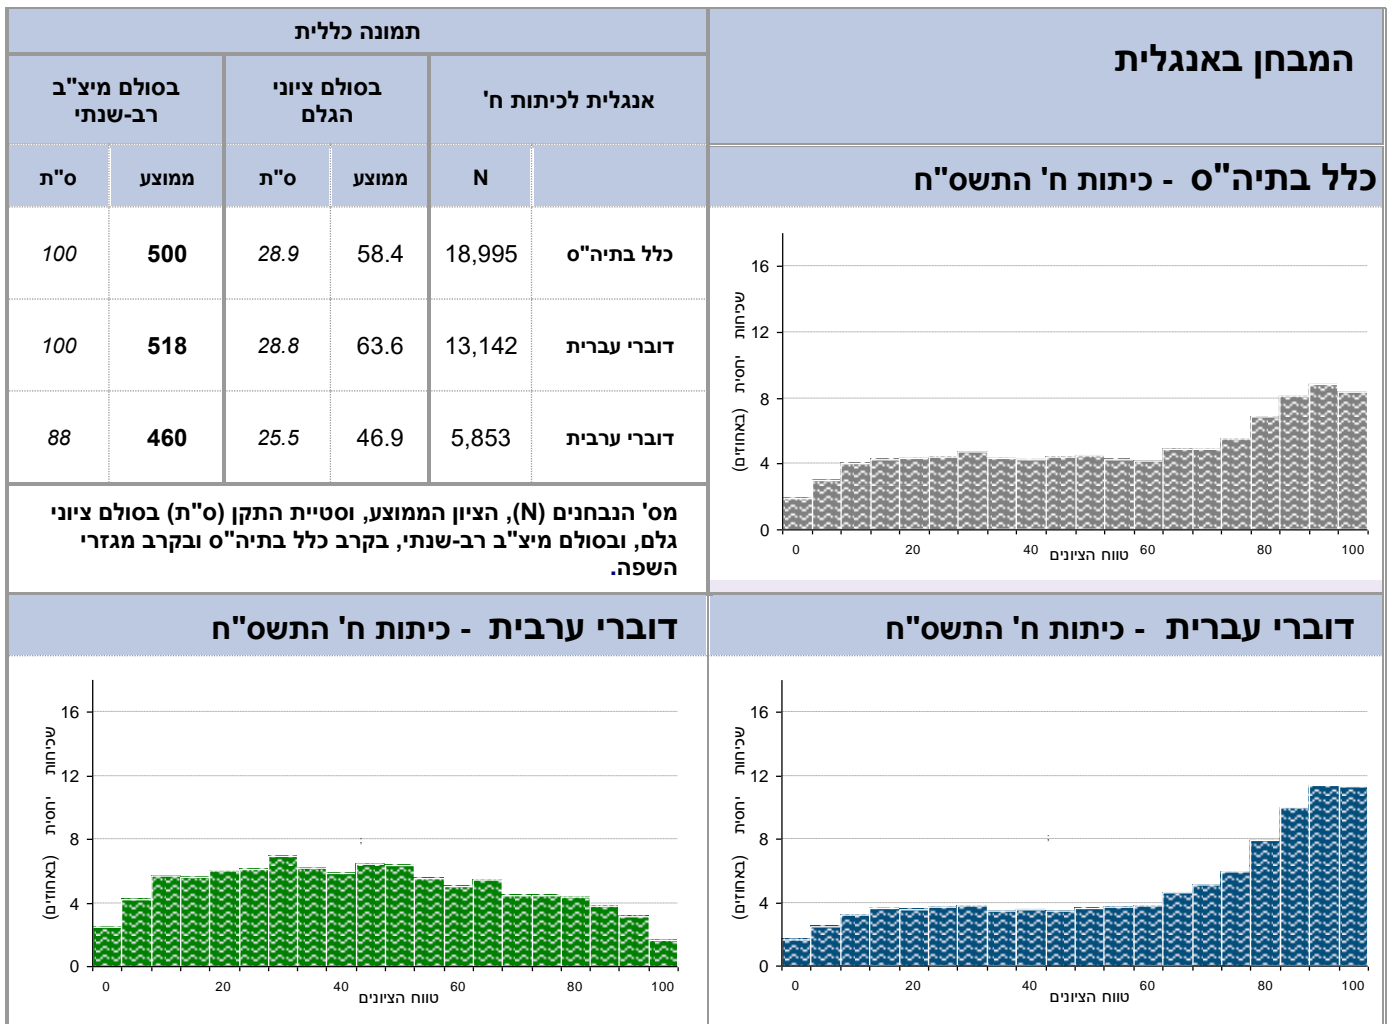 המבחן באנגלית
תמונה כללית
אנגלית לכיתות ח' בסולם ציוני הגלם בסולם מיצ"ב רב-שנתי
N ממוצע ס"ת ממוצע ס"ת
כלל בתיה"ס 18,995 58.4 28.9 500 100
דוברי עברית 13,142 63.6 28.8 518 100
דוברי ערבית 5,853 46.9 25.5 460 88
מס' הנבחנים (N), הציון הממוצע, וסטיית התקן (ס"ת) בסולם ציוני
גלם, ובסולם מיצ"ב רב-שנתי, בקרב כלל בתיה"ס ובקרב מגזרי
השפה.
כלל בתיה"ס - כיתות ח' התשס"ח
שכיחות יחסית (באחוזים)
16
12
8
4
0
0 20 40 60 80 100
טווח הציונים
דוברי עברית - כיתות ח' התשס"ח
שכיחות יחסית (באחוזים)
16
12
8
4
0
0 20 40 60 80 100
טווח הציונים
דוברי ערבית - כיתות ח' התשס"ח
שכיחות יחסית (באחוזים)
16
12
8
4
0
0 20 40 60 80 100
טווח הציונים